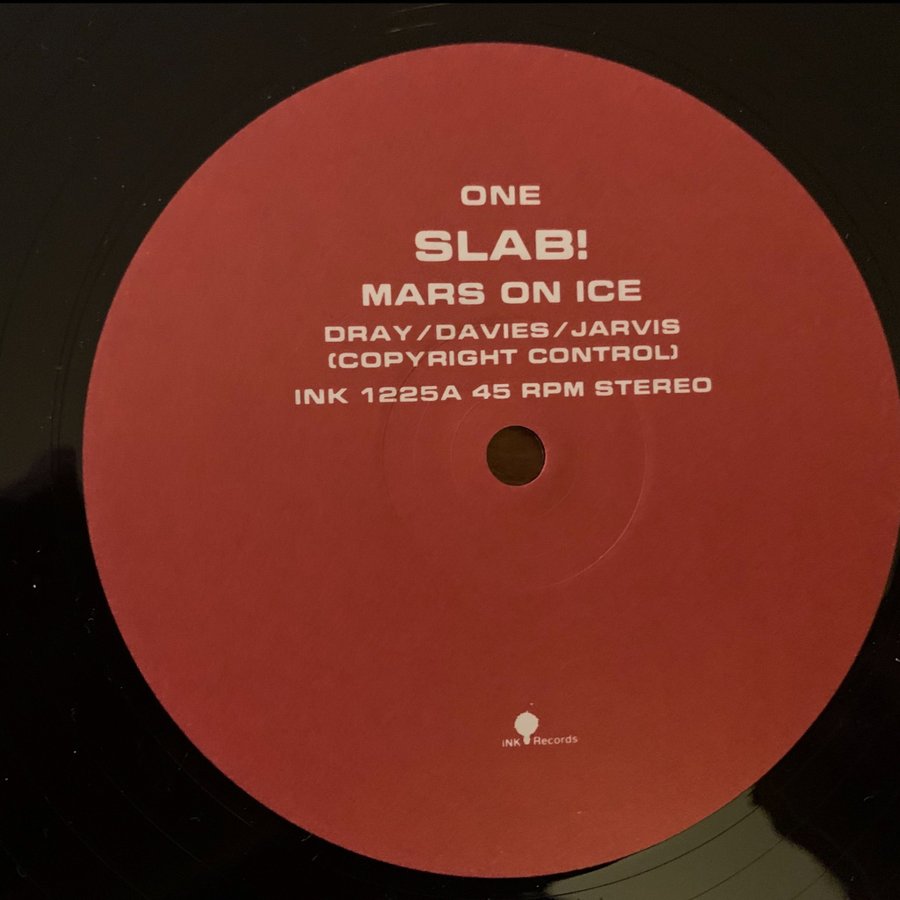 ONE
SLAB!
MARS ON ICE
DRAY/DAVIES/JARVIS
(COPYRIGHT CONTROL)
INK 1225A 45 RPM STEREO
iNK Records